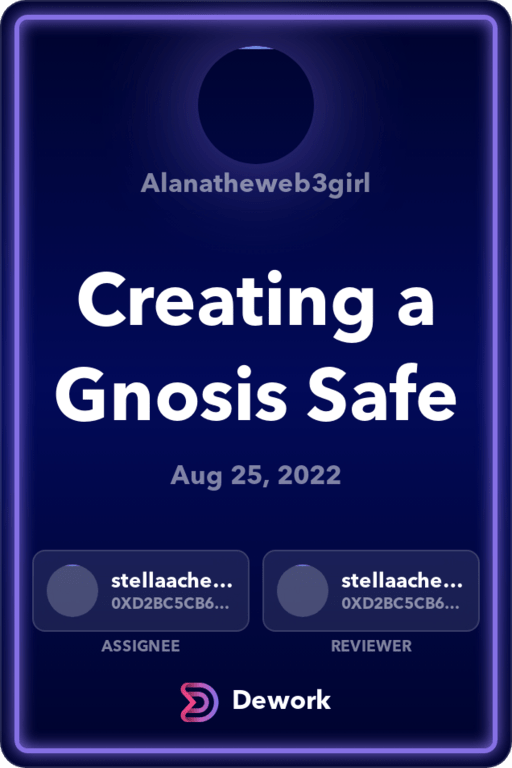 Alanatheweb3girl
Creating a
Gnosis Safe
Aug 25, 2022
stellaache...
0XD2BC5CB6...
ASSIGNEE
stellaache...
0XD2BC5CB6...
REVIEWER
Dework